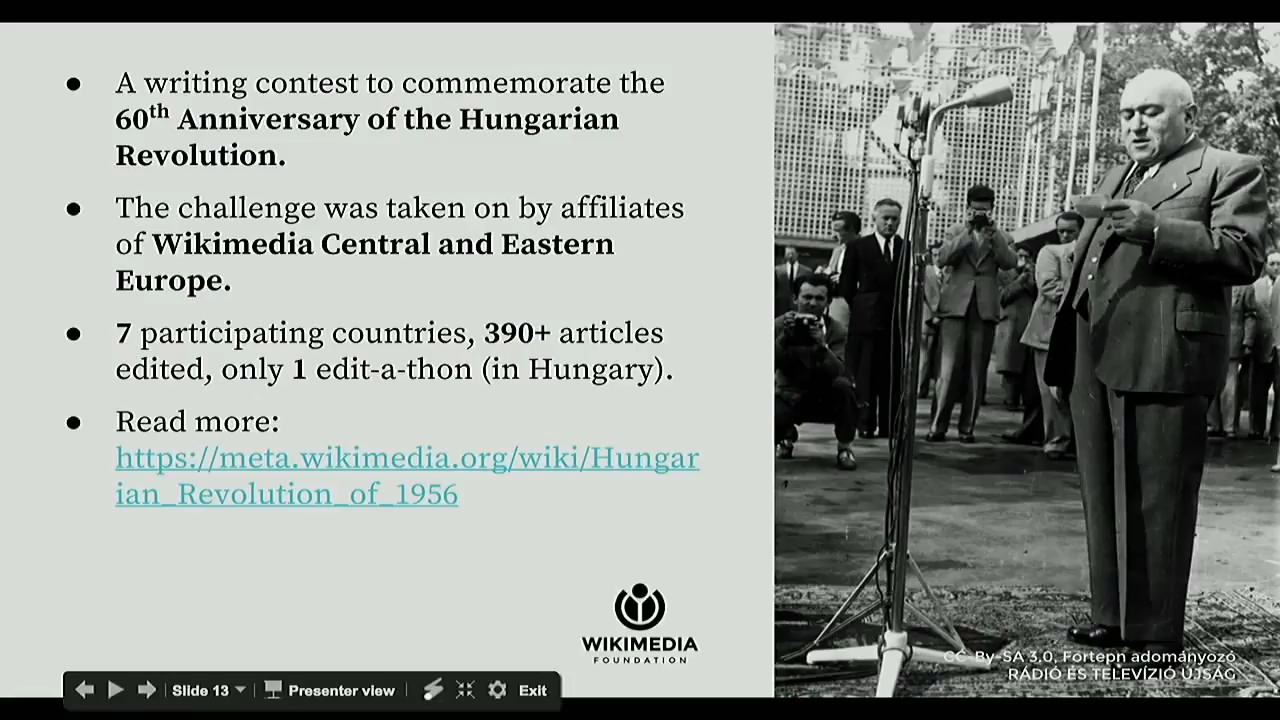 ● A writing contest to commemorate the
60th Anniversary of the Hungarian
Revolution.
● The challenge was taken on by affiliates
of Wikimedia Central and Eastern
Europe.
● 7 participating countries, 390+ articles
edited, only 1 edit-a-thon (in Hungary).
● Read more:
https://meta.wikimedia.org/wiki/Hungar
ian_Revolution_of_1956
WIKIMEDIA
FOUNDATION
CC-By-SA 3.0, Fortepn adományozó
RÁDIÓ ÉS TELEVÍZIÓ ÚJSÁG
Slide 13
Presenter view
Exit